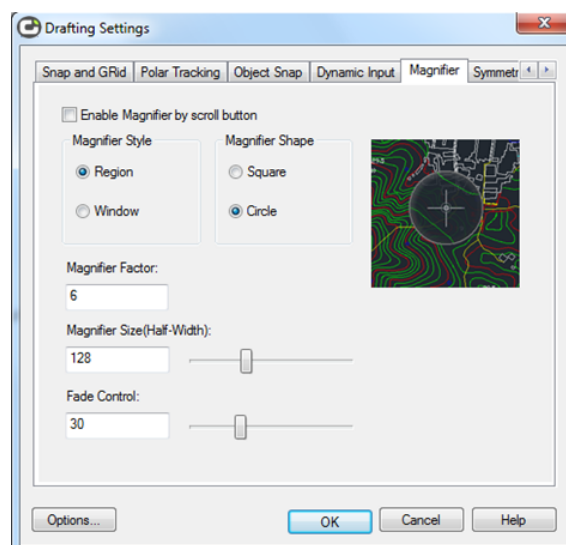 Drafting Settings
Snap and GRid Polar Tracking Object Snap Dynamic Input Magnifier Symmetr
Enable Magnifier by scroll button
Magnifier Style Magnifier Shape
Region Square
Window Circle
Magnifier Factor:
6
Magnifier Size(Half-Width):
128
Fade Control:
30
Options... OK Cancel Help